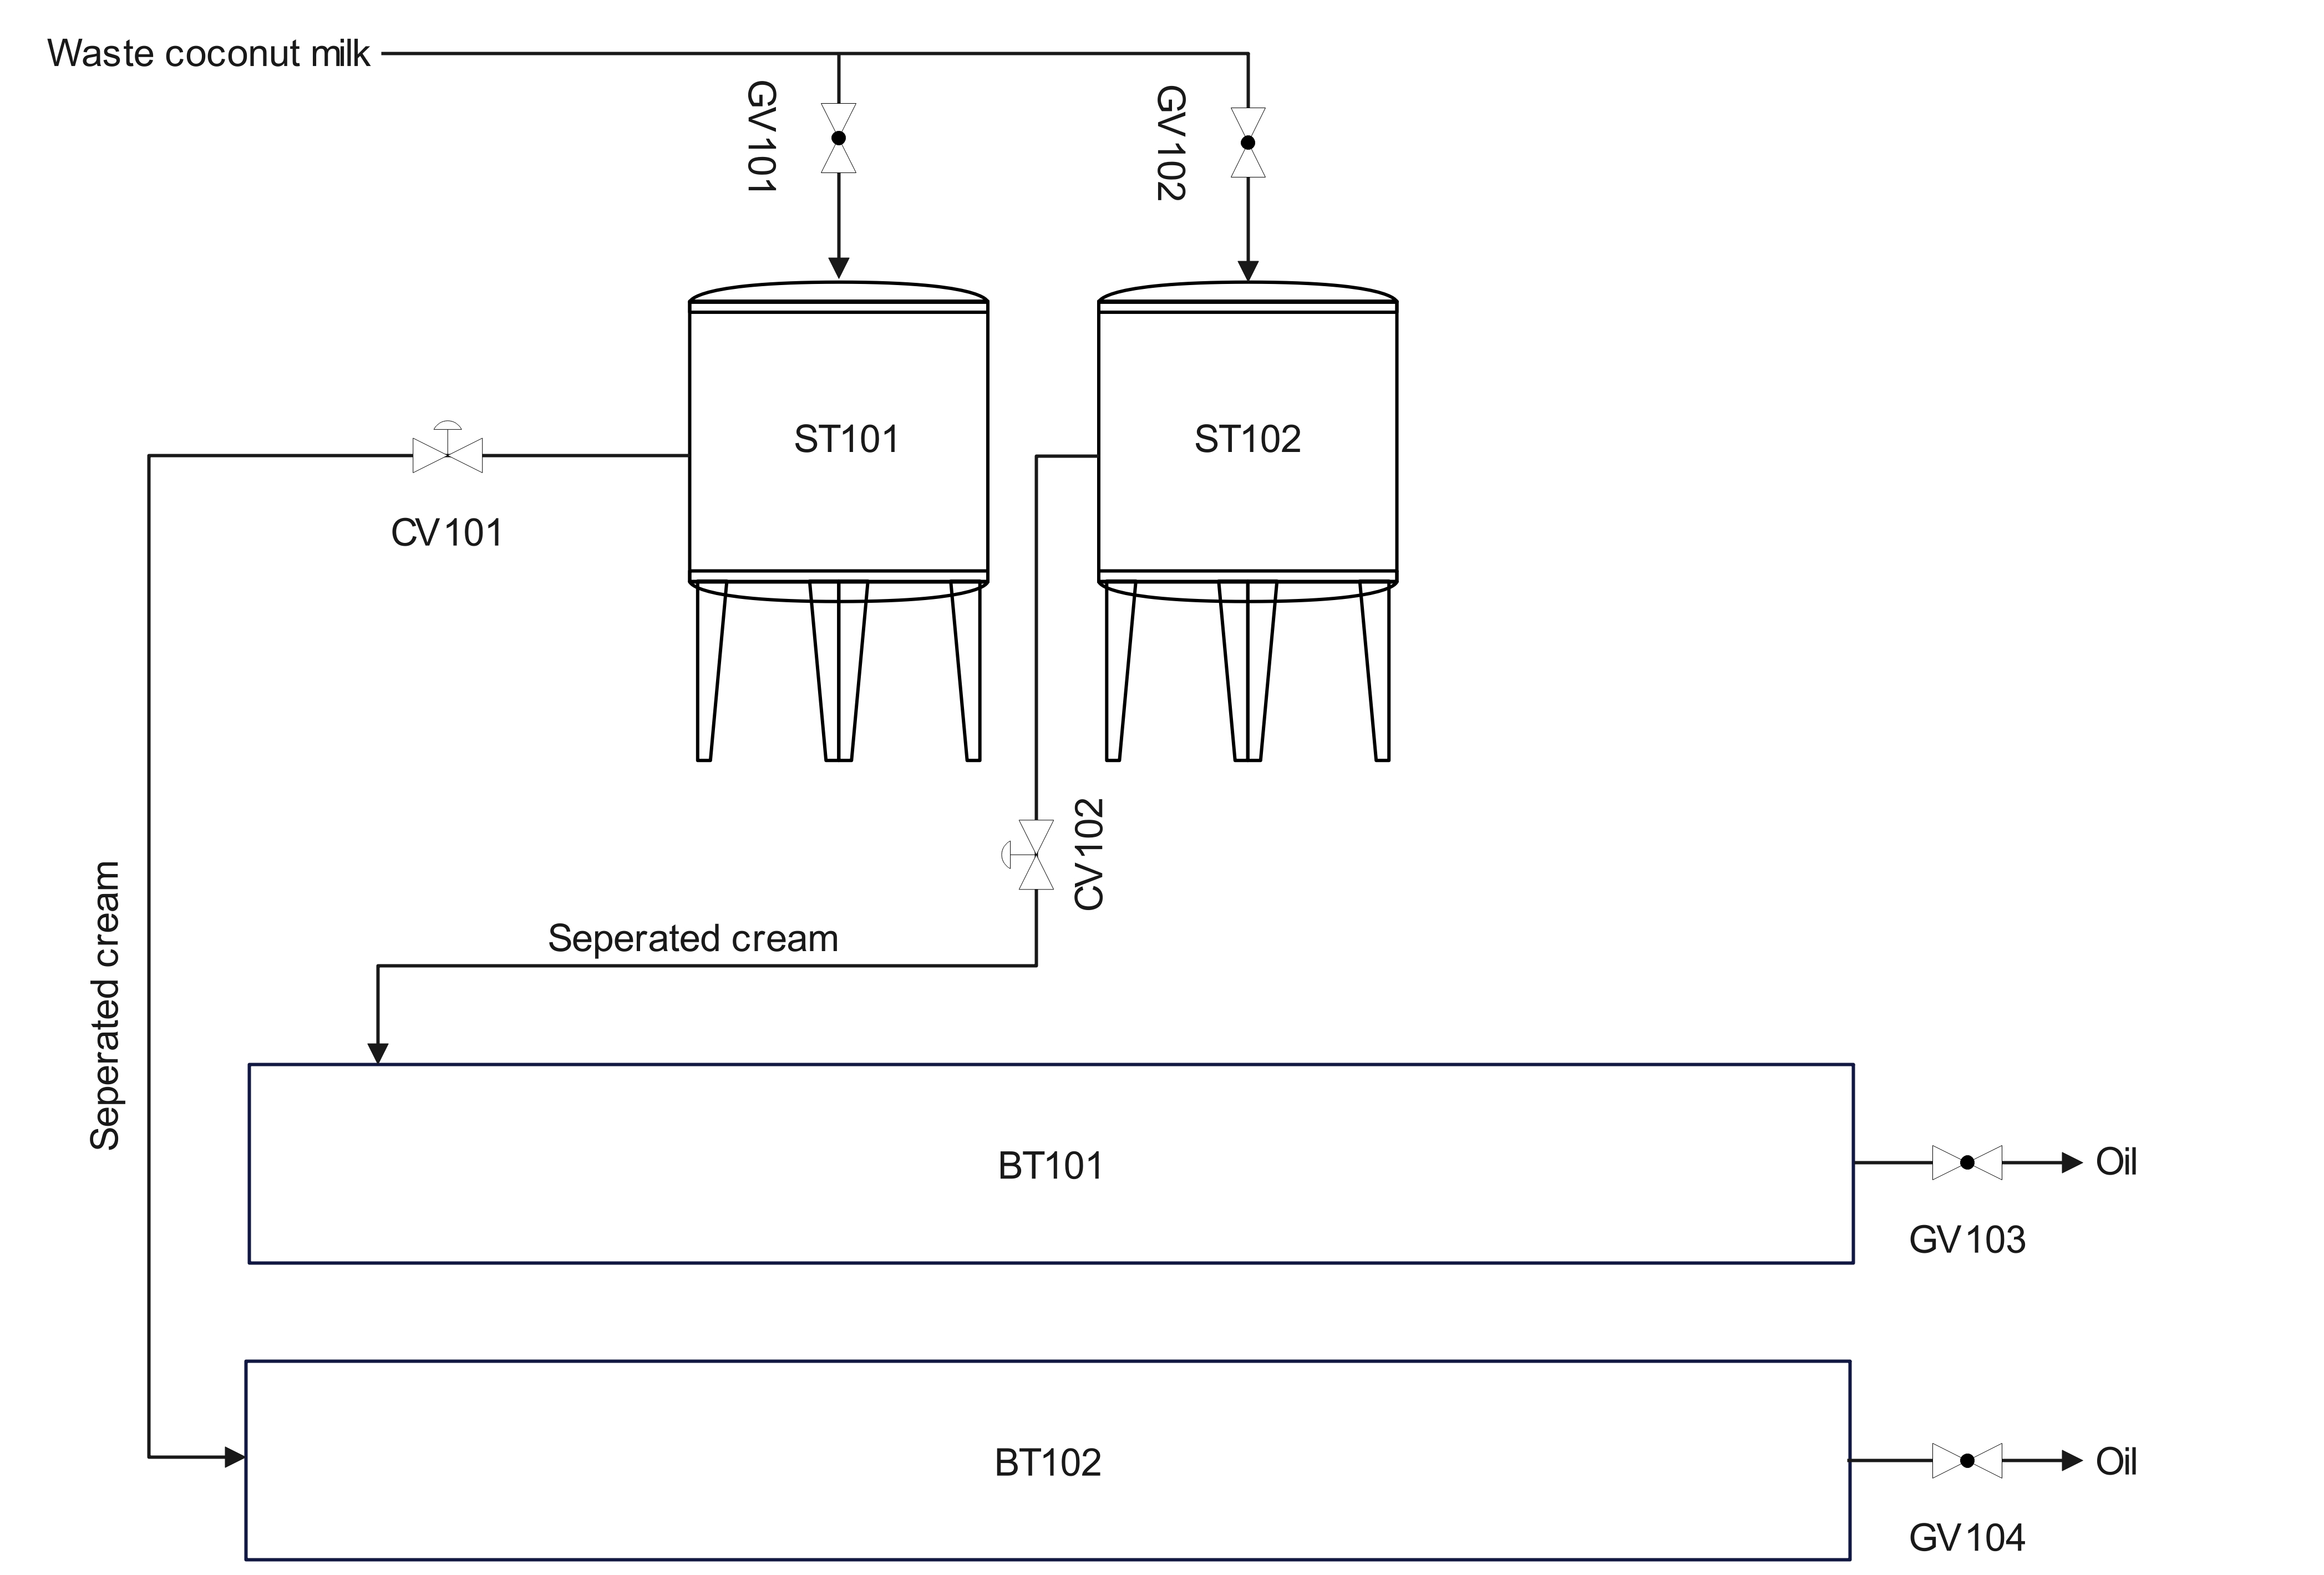 Waste coconut milk
GV101
GV102
ST101
ST102
CV101
CV102
Seperated cream
Seperated cream
BT101
Oil
GV103
BT102
Oil
GV104